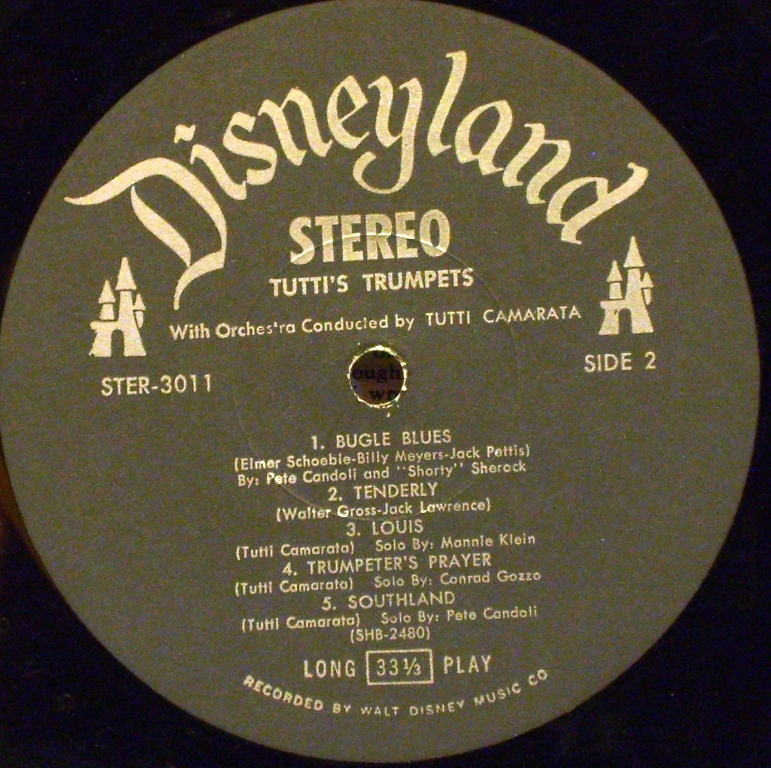 Disneyland
STEREO
TUTTI'S TRUMPETS
With Orchestra Conducted by TUTTI CAMARATA
STER-3011
SIDE 2
ough
1. BUGLE BLUES
(Elmer Schoeble-Billy Meyers-Jack Pettis)
By: Pete Candoli and "Shorty" Sherock
2. TENDERLY
(Walter Gross-Jack Lawrence)
3. LOUIS
(Tutti Camarata) Solo By: Mannie Klein
4. TRUMPETER'S PRAYER
(Tutti Camarata) Solo By: Conrad Gozzo
5. SOUTHLAND
(Tutti Camarata) Solo By: Pete Candoli
(SHB-2480)
LONG 33⅓ PLAY
RECORDED BY WALT DISNEY MUSIC CO